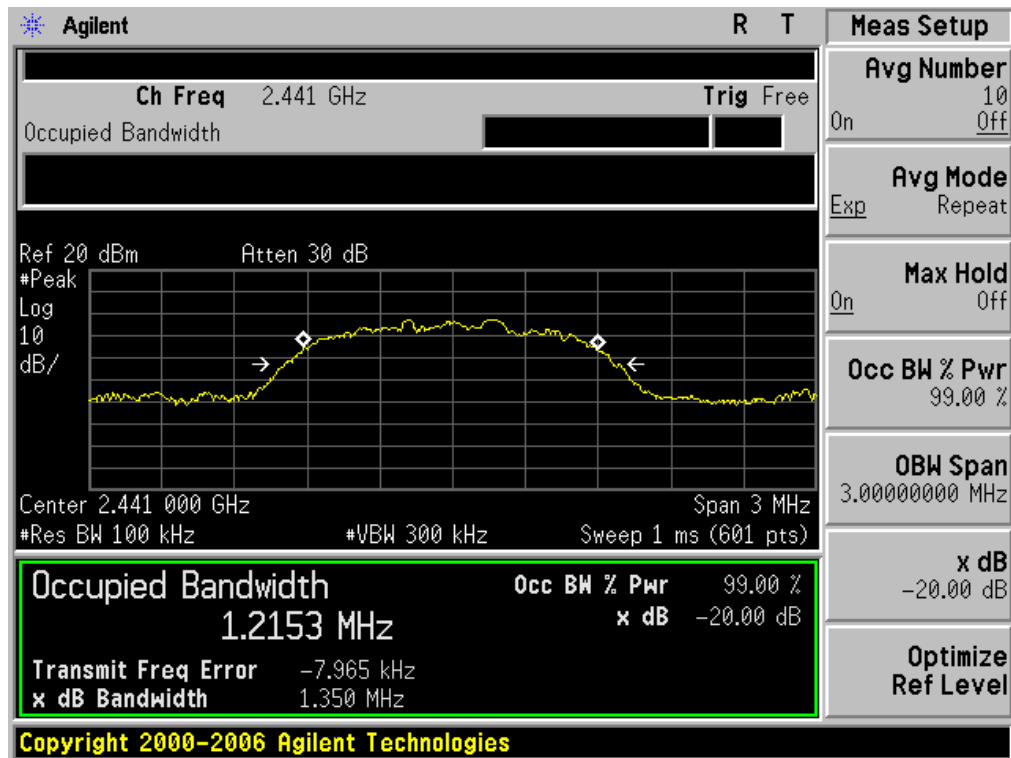 Agilent R T
Ch Freq 2.441 GHz Trig Free
Occupied Bandwidth
Ref 20 dBm Atten 30 dB
#Peak
Log
10
dB/
Center 2.441 000 GHz Span 3 MHz
#Res BW 100 kHz #VBW 300 kHz Sweep 1 ms (601 pts)
Occupied Bandwidth Occ BW % Pwr 99.00 %
1.2153 MHz x dB -20.00 dB
Transmit Freq Error -7.965 kHz
x dB Bandwidth 1.350 MHz
Copyright 2000-2006 Agilent Technologies
Meas Setup
Avg Number
10
On Off
Avg Mode
Exp Repeat
Max Hold
On Off
Occ BW % Pwr
99.00 %
OBW Span
3.00000000 MHz
x dB
-20.00 dB
Optimize
Ref Level